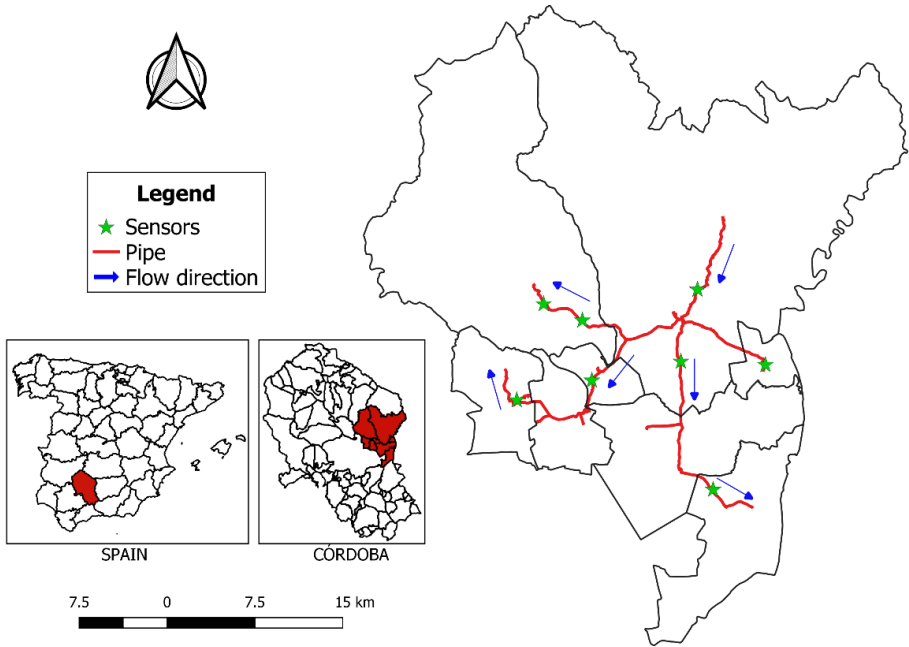 Legend
Sensors
Pipe
Flow direction
SPAIN
CÓRDOBA
7.5 0 7.5 15 km